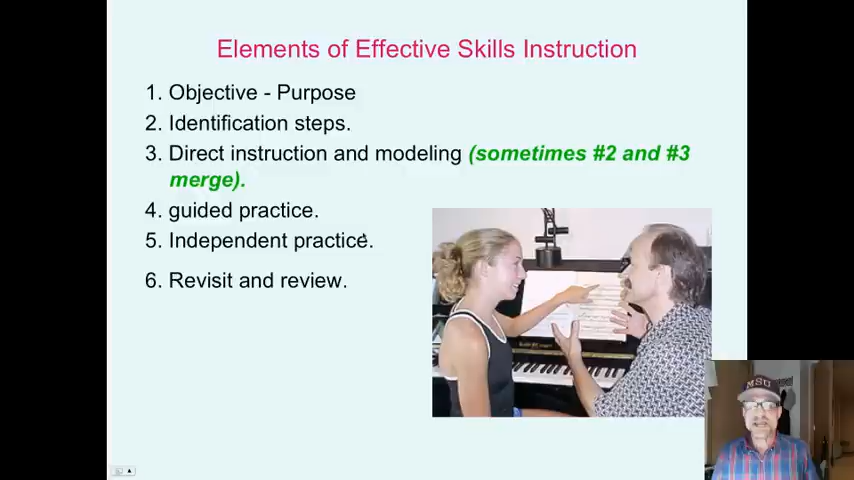 Elements of Effective Skills Instruction
1. Objective - Purpose
2. Identification steps.
3. Direct instruction and modeling (sometimes #2 and #3
merge).
4. guided practice.
5. Independent practice.
6. Revisit and review.
MSU